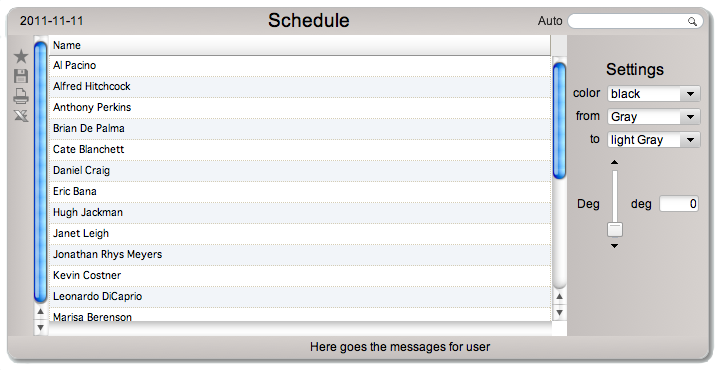 2011-11-11 Schedule Auto
Name
Al Pacino
Alfred Hitchcock
Anthony Perkins
Brian De Palma
Cate Blanchett
Daniel Craig
Eric Bana
Hugh Jackman
Janet Leigh
Jonathan Rhys Meyers
Kevin Costner
Leonardo DiCaprio
Marisa Berenson
Settings
color black
from Gray
to light Gray
Deg deg 0
Here goes the messages for user